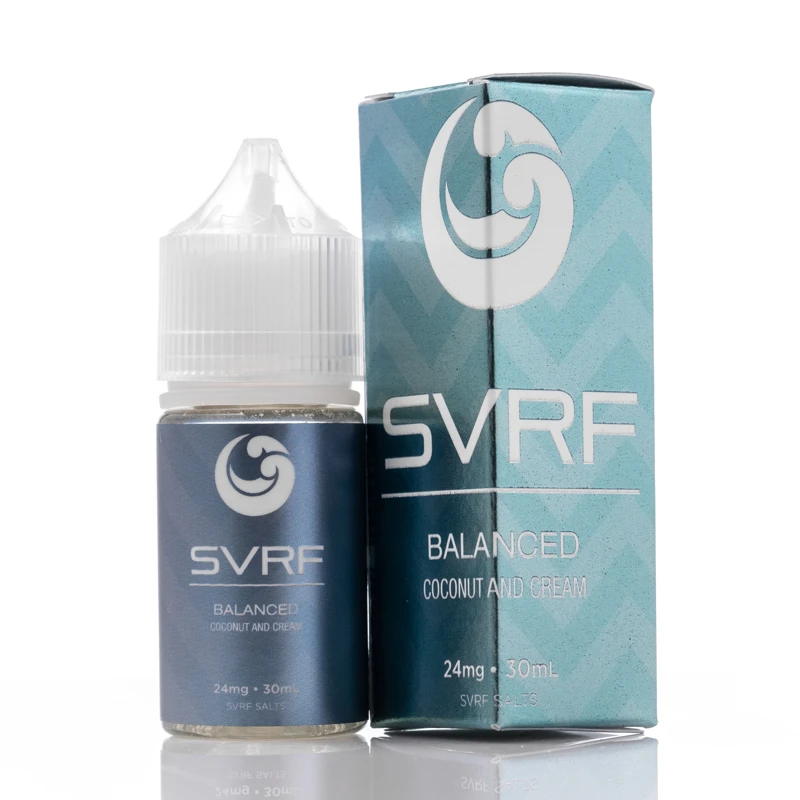 SVRF
BALANCED
COCONUT AND CREAM
24mg • 30mL
SVRF SALTS
SVRF
BALANCED
COCONUT AND CREAM
24mg • 30mL
SVRF SALTS